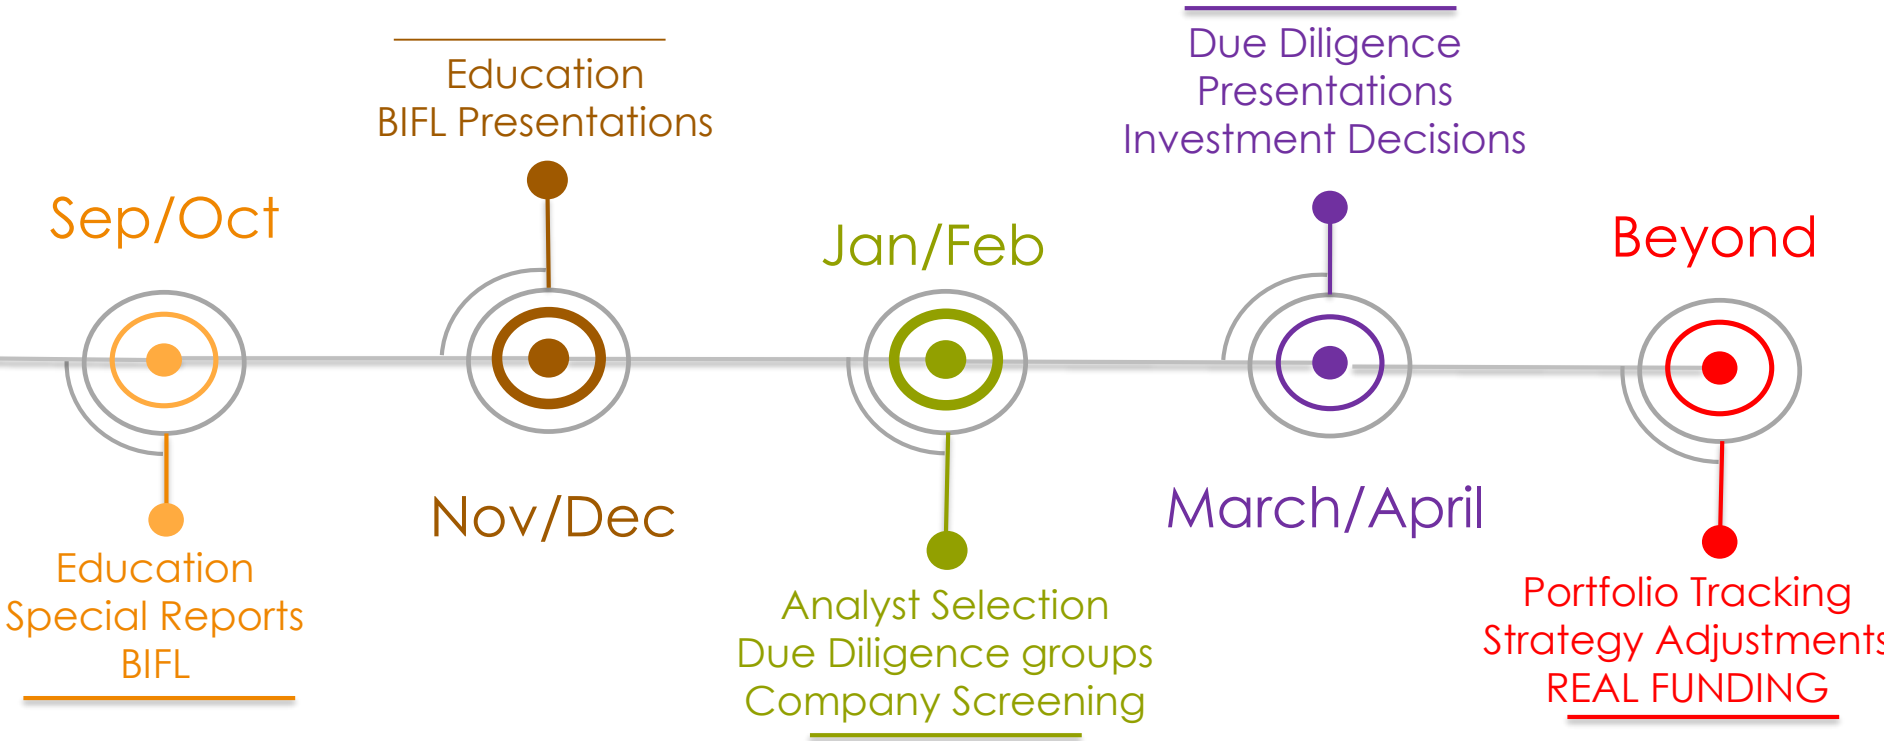 Sep/Oct
Education
Special Reports
BIFL
Education
BIFL Presentations
Nov/Dec
Jan/Feb
Analyst Selection
Due Diligence groups
Company Screening
Due Diligence
Presentations
Investment Decisions
March/April
Beyond
Portfolio Tracking
Strategy Adjustments
REAL FUNDING